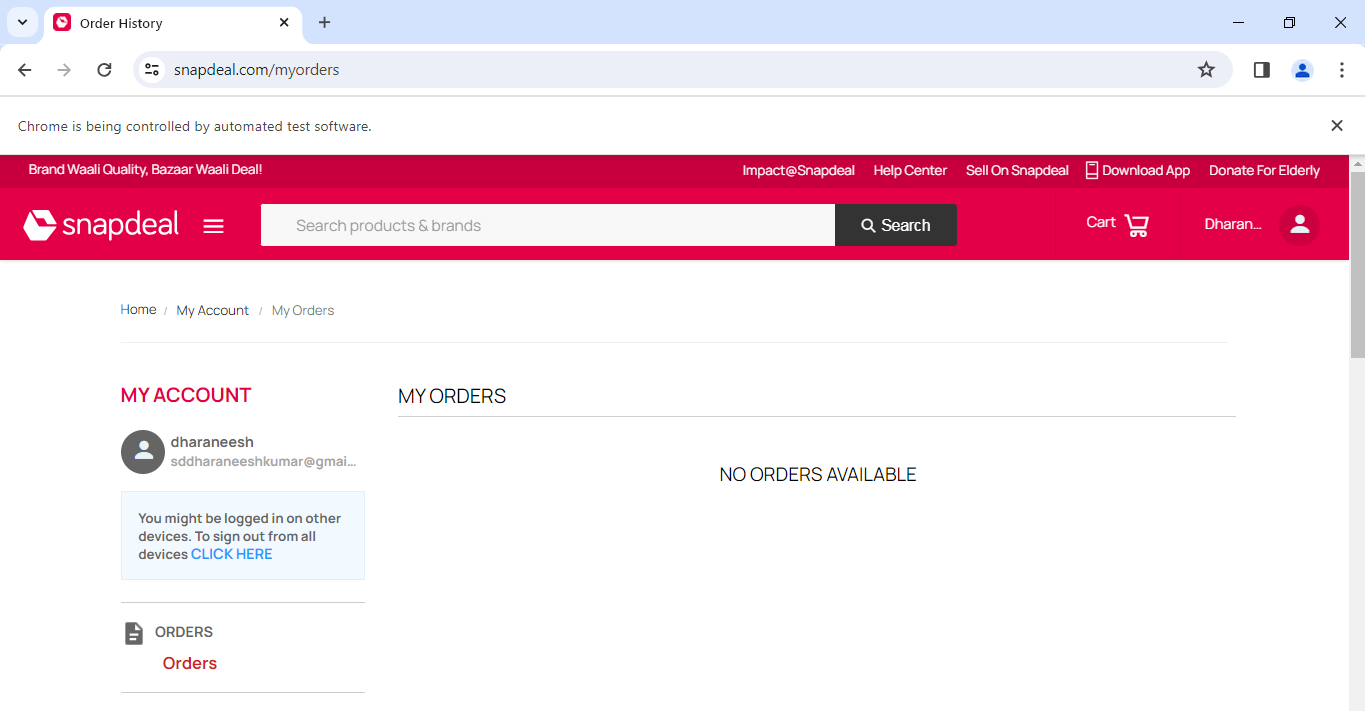 Order History
snapdeal.com/myorders
Chrome is being controlled by automated test software.
Brand Waali Quality, Bazaar Waali Deal!
Impact@Snapdeal Help Center Sell On Snapdeal Download App Donate For Elderly
snapdeal
Search products & brands
Search
Cart
Dharan...
Home / My Account / My Orders
MY ACCOUNT
dharaneesh
sddharaneeshkumar@gmai...
You might be logged in on other
devices. To sign out from all
devices CLICK HERE
ORDERS
Orders
MY ORDERS
NO ORDERS AVAILABLE